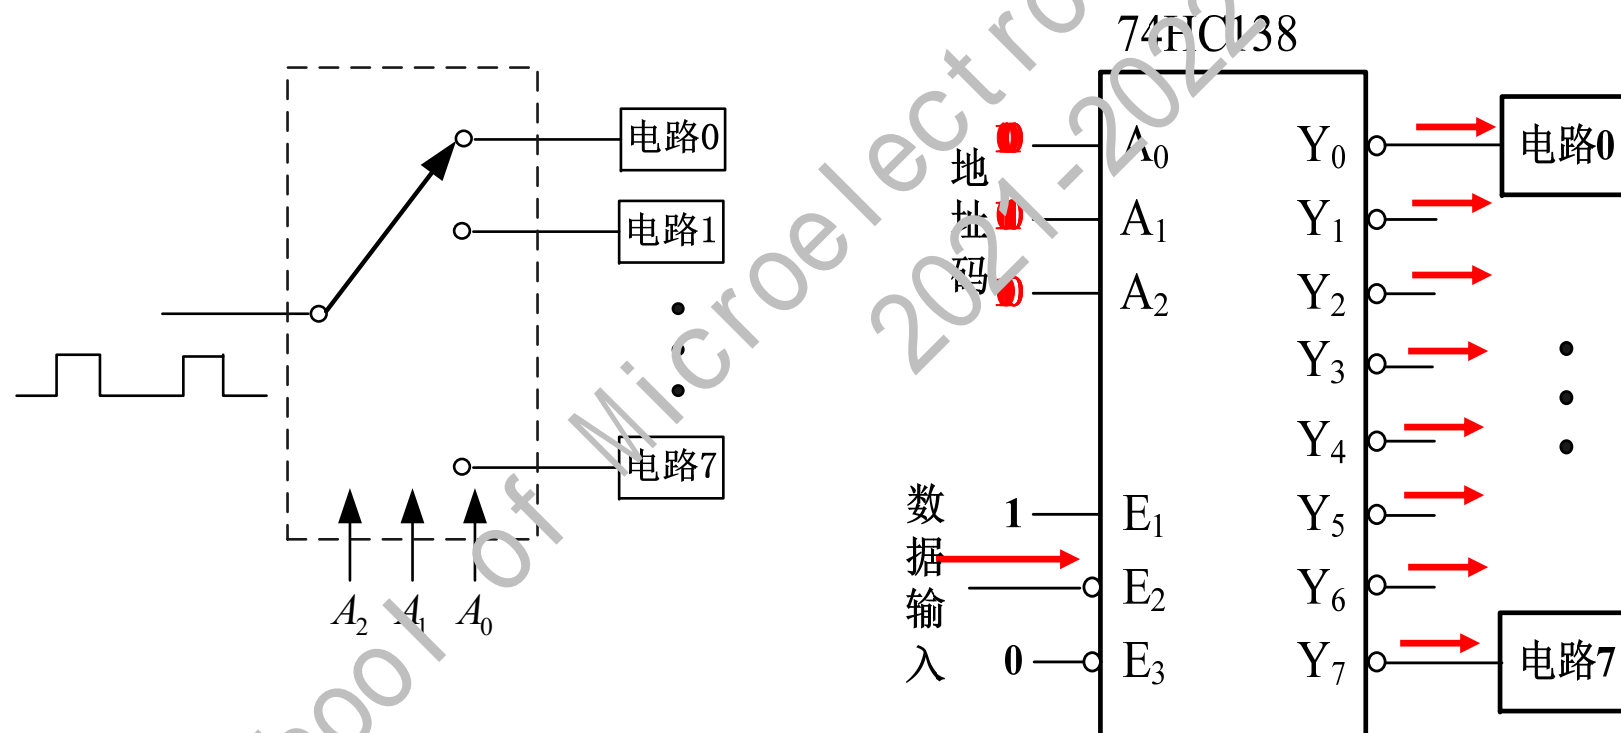 74HC138
电路0
电路1
电路7
A2 A1 A0
地址码
A0
A1
A2
数据输入
1
E1
E2
0
E3
Y0
Y1
Y2
Y3
Y4
Y5
Y6
Y7
电路0
电路7
ool of Microelectro
2021-2022